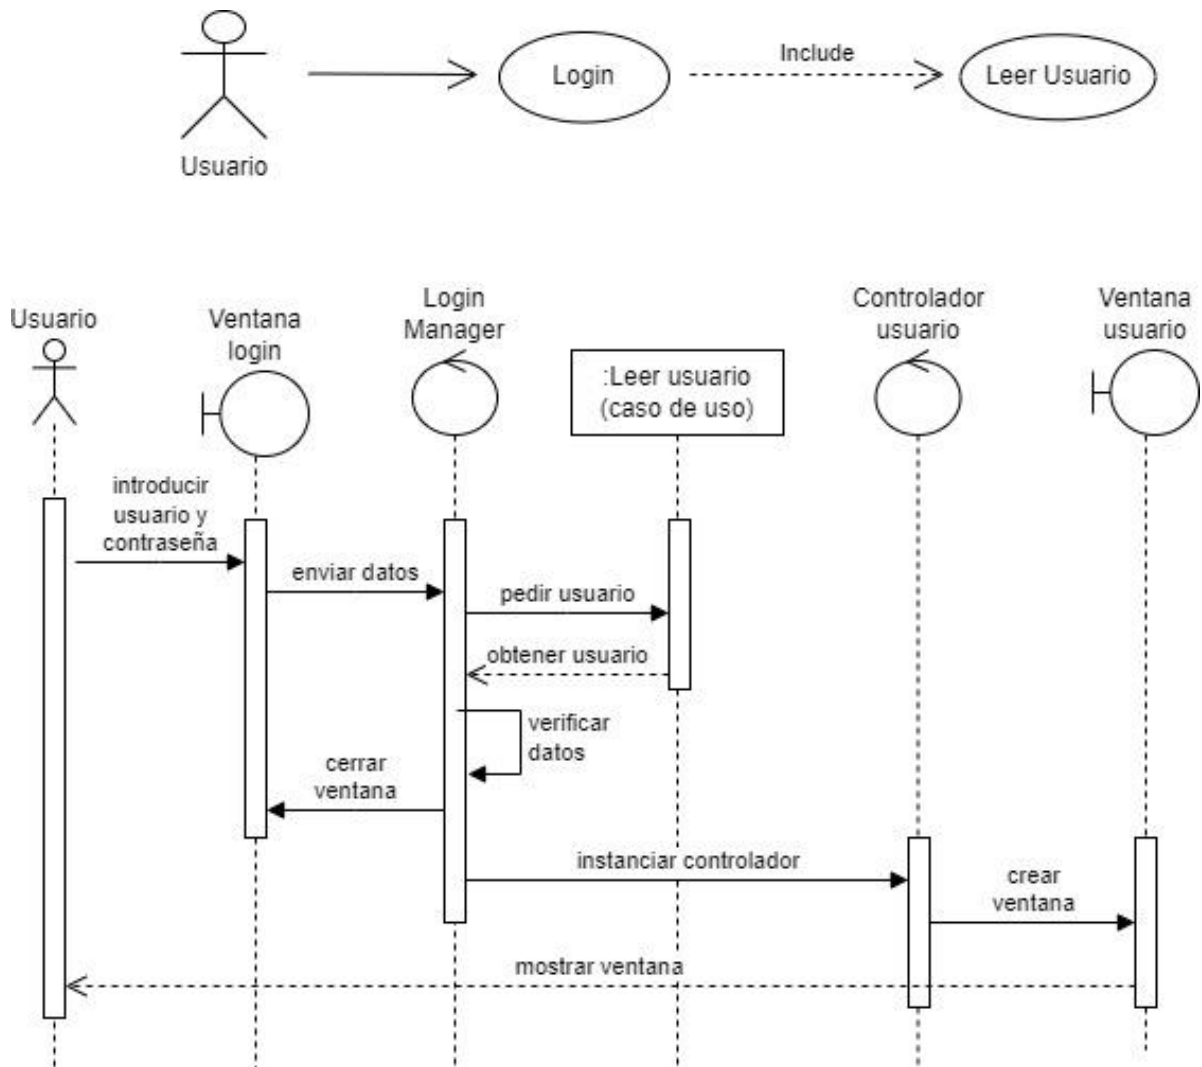 Include
Login
Leer Usuario
Usuario
Usuario
Ventana
login
Login
Manager
:Leer usuario
(caso de uso)
Controlador
usuario
Ventana
usuario
introducir
usuario y
contraseña
enviar datos
pedir usuario
obtener usuario
verificar
datos
cerrar
ventana
instanciar controlador
crear
ventana
mostrar ventana